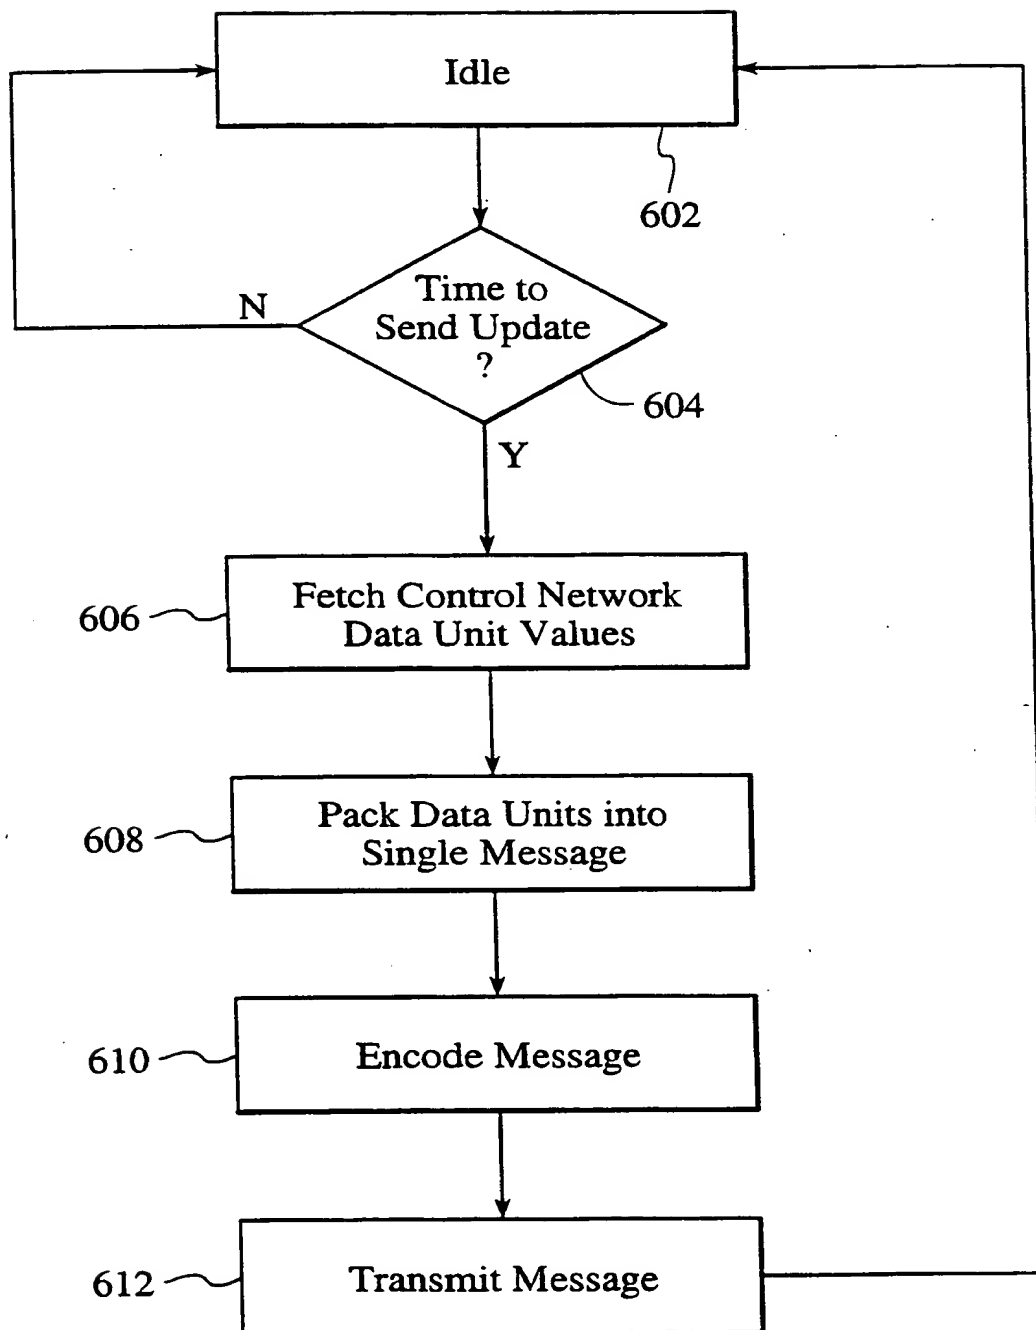 Idle
602
Time to
Send Update
?
604
N
Y
606
Fetch Control Network
Data Unit Values
608
Pack Data Units into
Single Message
610
Encode Message
612
Transmit Message